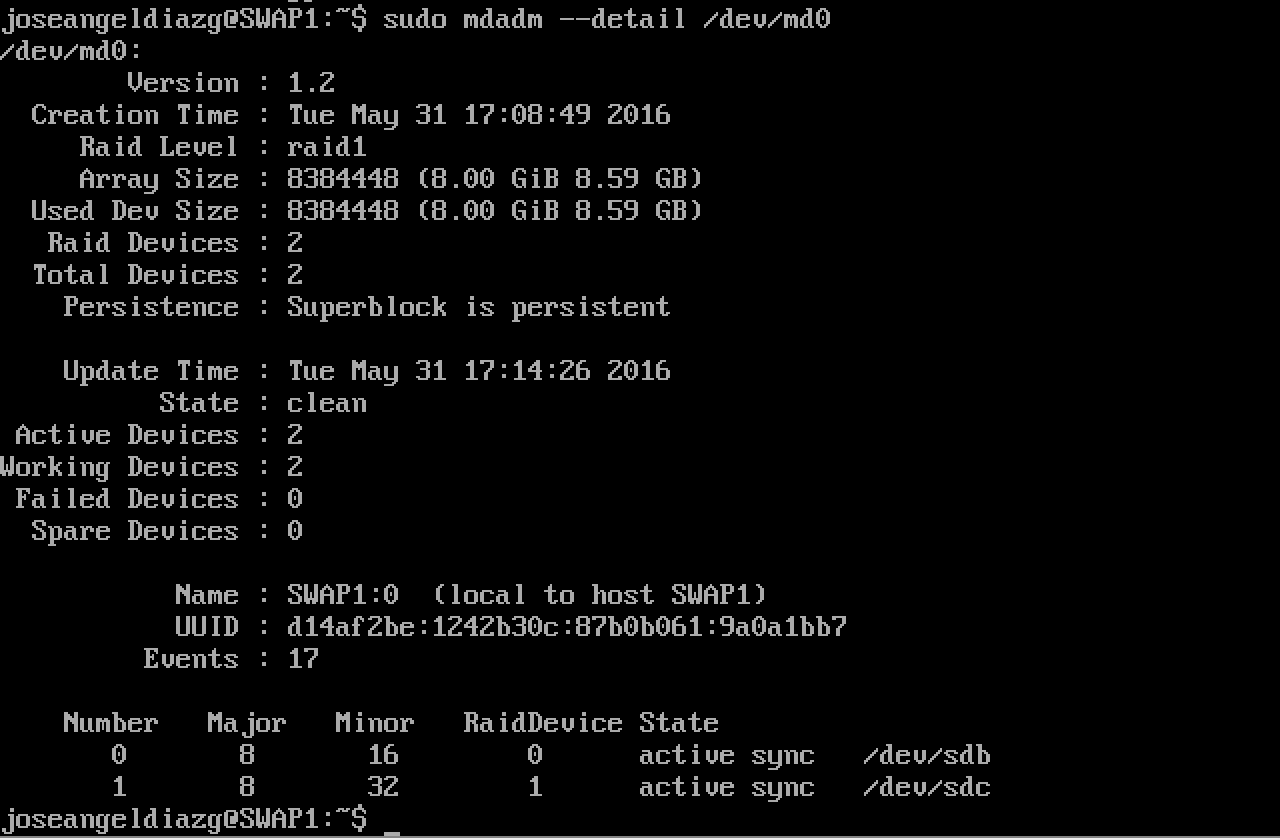 joseangeldiazg@SWAP1:~$ sudo mdadm --detail /dev/md0
/dev/md0:
        Version : 1.2
  Creation Time : Tue May 31 17:08:49 2016
     Raid Level : raid1
     Array Size : 8384448 (8.00 GiB 8.59 GB)
  Used Dev Size : 8384448 (8.00 GiB 8.59 GB)
   Raid Devices : 2
  Total Devices : 2
    Persistence : Superblock is persistent

    Update Time : Tue May 31 17:14:26 2016
          State : clean
 Active Devices : 2
Working Devices : 2
 Failed Devices : 0
  Spare Devices : 0

           Name : SWAP1:0  (local to host SWAP1)
           UUID : d14af2be:1242b30c:87b0b061:9a0a1bb7
         Events : 17

    Number   Major   Minor   RaidDevice State
       0       8       16        0      active sync   /dev/sdb
       1       8       32        1      active sync   /dev/sdc
joseangeldiazg@SWAP1:~$ _